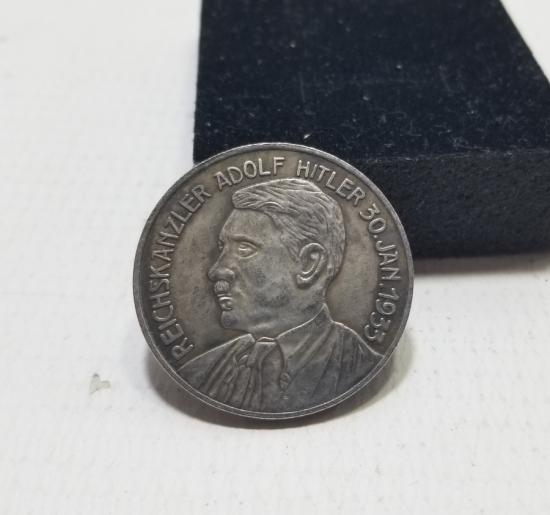 REICHSKANZLER ADOLF HITLER 30. JAN. 1933